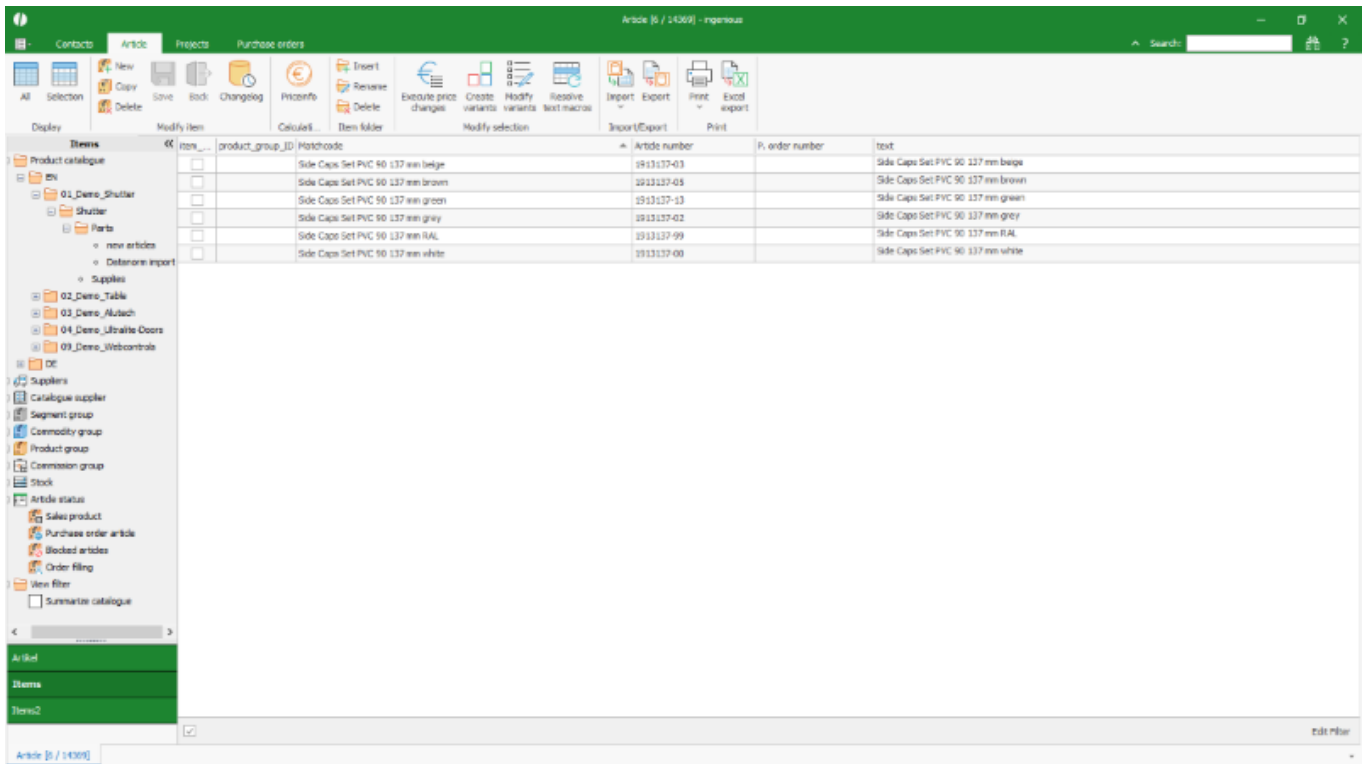 Article [6 / 14369] - ingenious
Contacts Article Projects Purchase orders Search: ?
All Selection New Copy Delete Save Back Changelog Priceinfo Insert Rename Delete Execute price changes Create variants Modify variants Resolve text macros Import Export Print Excel export
Display Modify item Calculati... Item folder Modify selection Import/Export Print
Items «
item_... product_group_ID Matchcode Article number P. order number text
Side Caps Set PVC 90 137 mm beige 1913137-03 Side Caps Set PVC 90 137 mm beige
Side Caps Set PVC 90 137 mm brown 1913137-05 Side Caps Set PVC 90 137 mm brown
Side Caps Set PVC 90 137 mm green 1913137-13 Side Caps Set PVC 90 137 mm green
Side Caps Set PVC 90 137 mm grey 1913137-02 Side Caps Set PVC 90 137 mm grey
Side Caps Set PVC 90 137 mm RAL 1913137-99 Side Caps Set PVC 90 137 mm RAL
Side Caps Set PVC 90 137 mm white 1913137-00 Side Caps Set PVC 90 137 mm white
Product catalogue
EN
01_Demo_Shutter
Shutter
Parts
new articles
Datanorm import
Supplies
02_Demo_Table
03_Demo_Alutech
04_Demo_Ultralite-Doors
09_Demo_Webcontrols
DE
Suppliers
Catalogue supplier
Segment group
Commodity group
Product group
Commission group
Stock
Article status
Sales product
Purchase order article
Blocked articles
Order filling
View filter
Summarize catalogue
Artikel
Items
Items2
Edit Filter
Article [6 / 14369]